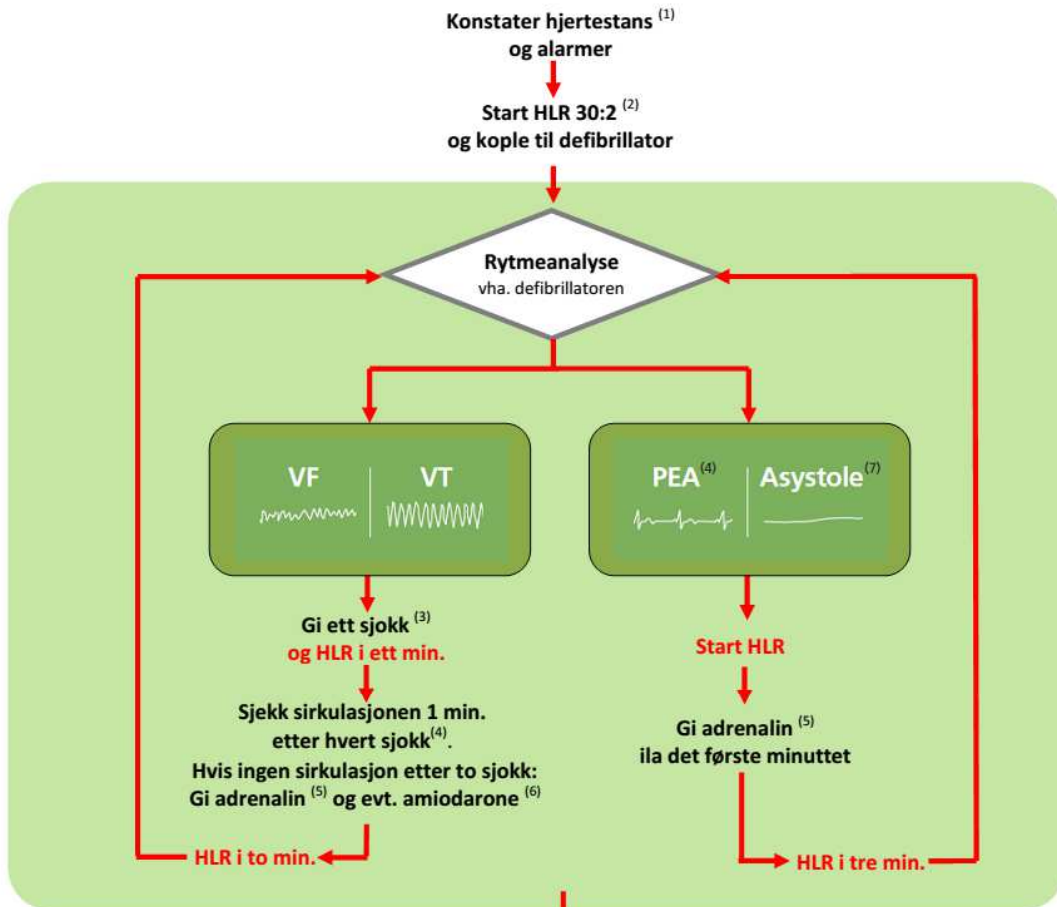 Konstater hjertestans (1)
og alarmer
Start HLR 30:2 (2)
og kople til defibrillator
Rytmeanalyse
vha. defibrillatoren
VF
VT
PEA (4)
Asystole (7)
Gi ett sjokk (3)
og HLR i ett min.
Sjekk sirkulasjonen 1 min.
etter hvert sjokk(4).
Hvis ingen sirkulasjon etter to sjokk:
Gi adrenalin (5) og evt. amiodarone (6)
HLR i to min.
Start HLR
Gi adrenalin (5)
ila det første minuttet
HLR i tre min.